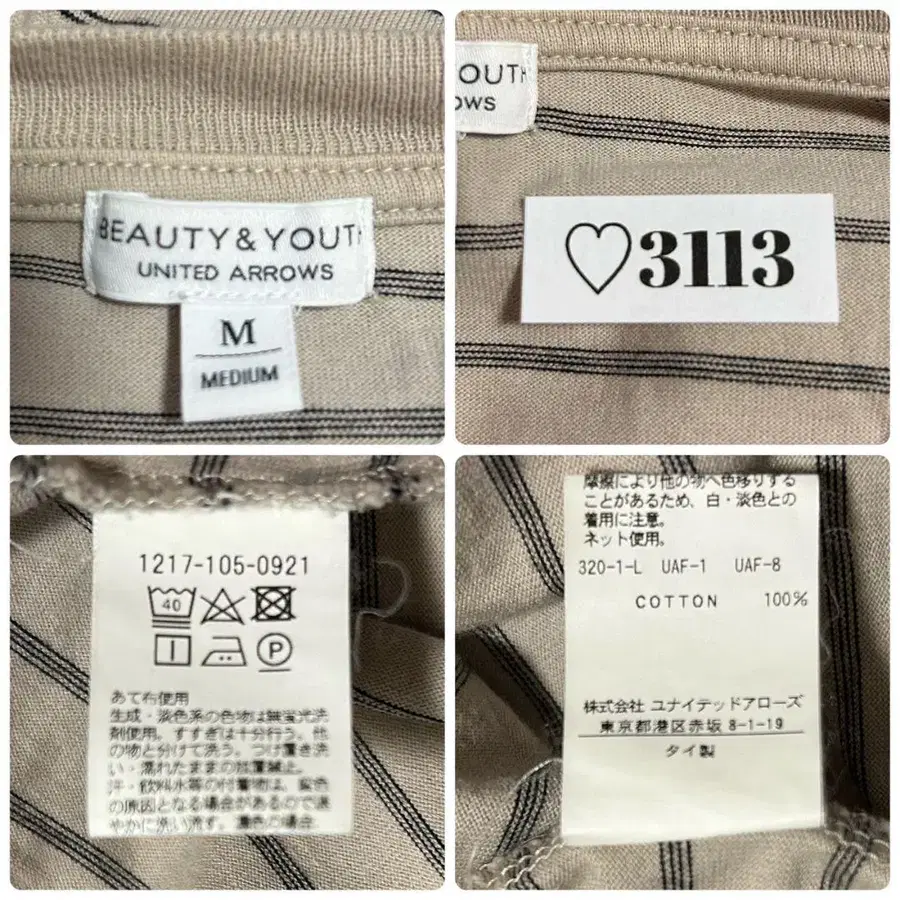 BEAUTY & YOUTH
UNITED ARROWS
M
MEDIUM
YOUTH
OWS
♡3113
1217-105-0921
40
P
あて布使用
生成・淡色系の色物は無蛍光洗
剤使用。すすぎは十分行う。他
の物と分けて洗う。つけ置き洗
い・濡れたままの放置禁止。
汗・飲料水等の付着物は、変色
の原因となる場合があるので速
やかに洗い流す。濃色の場合、
摩擦により他の物へ色移りする
ことがあるため、白・淡色との
着用に注意。
ネット使用。
320-1-L UAF-1 UAF-8
COTTON 100%
株式会社 ユナイテッドアローズ
東京都港区赤坂 8-1-19
タイ製